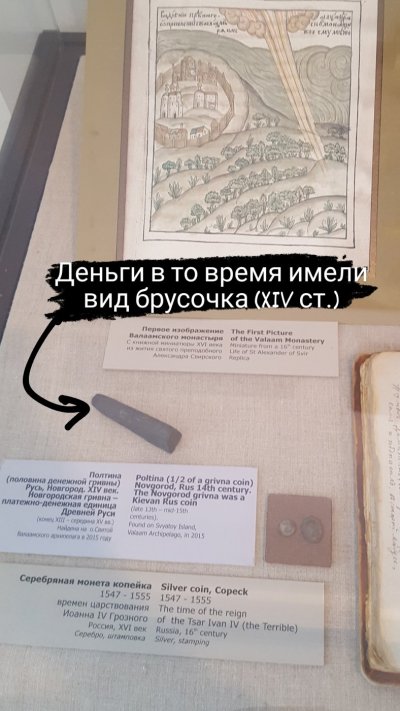 Деньги в то время имели
вид брусочка (XIV ст.)
Первое изображение
Валаамского монастыря
С книжной миниатюры XVI века
из жития святого преподобного
Александра Свирского
The First Picture
of the Valaam Monastery
Miniature from a 16th century
Life of St Alexander of Svir
Replica
Полтина
(половина денежной гривны)
Русь, Новгород. XIV век.
Новгородская гривна –
платежно-денежная единица
Древней Руси
(конец XIII – середина XV вв.)
Найдена на о.Святой
Валаамского архипелага в 2015 году
Poltina (1/2 of a grivna coin)
Novgorod, Rus 14th century.
The Novgorod grivna was a
Kievan Rus coin
(late 13th – mid-15th
centuries).
Found on Svyatoy Island,
Valaam Archipelago, in 2015
Серебряная монета копейка
1547 - 1555
времен царствования
Иоанна IV Грозного
Россия, XVI век
Серебро, штамповка
Silver coin, Copeck
1547 - 1555
The time of the reign
of the Tsar Ivan IV (the Terrible)
Russia, 16th century
Silver, stamping